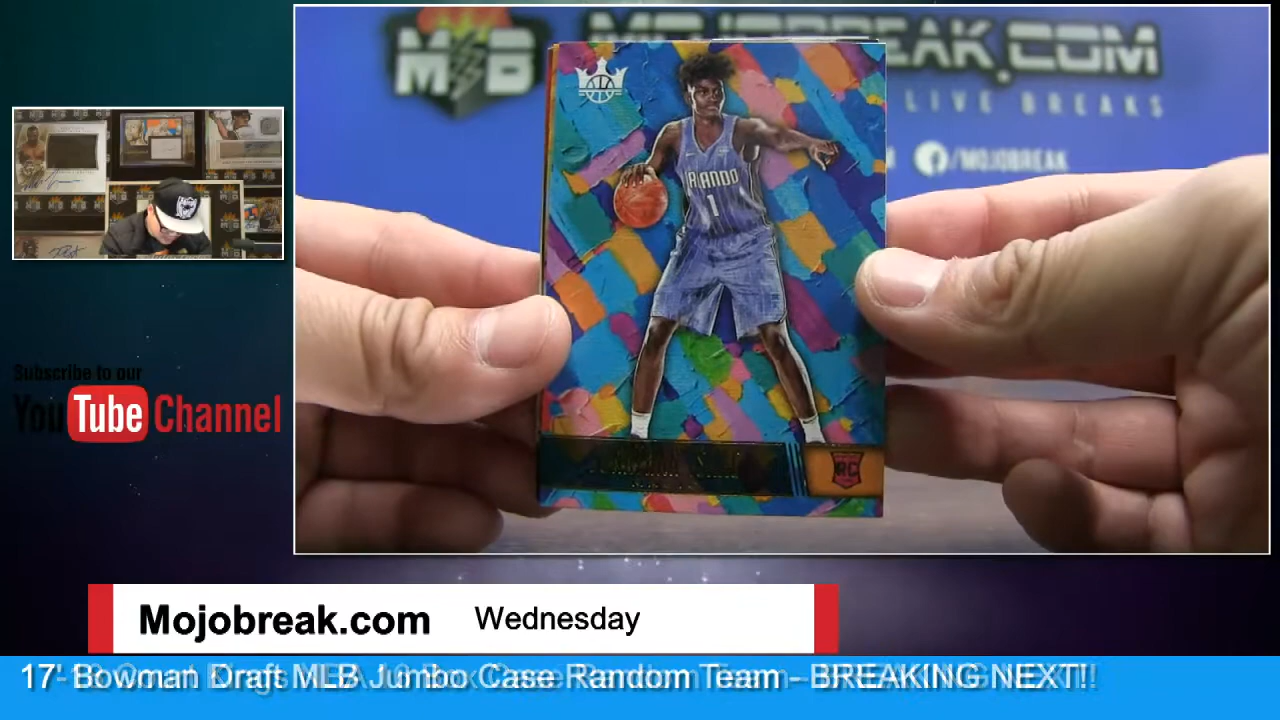 MOJOBREAK.COM
M B
LIVE BREAKS
/MOJOBREAK
ORLANDO
1
RC
Subscribe to our
YouTube Channel
Mojobreak.com Wednesday
17' Bowman Draft MLB Jumbo Case Random Team - BREAKING NEXT!!